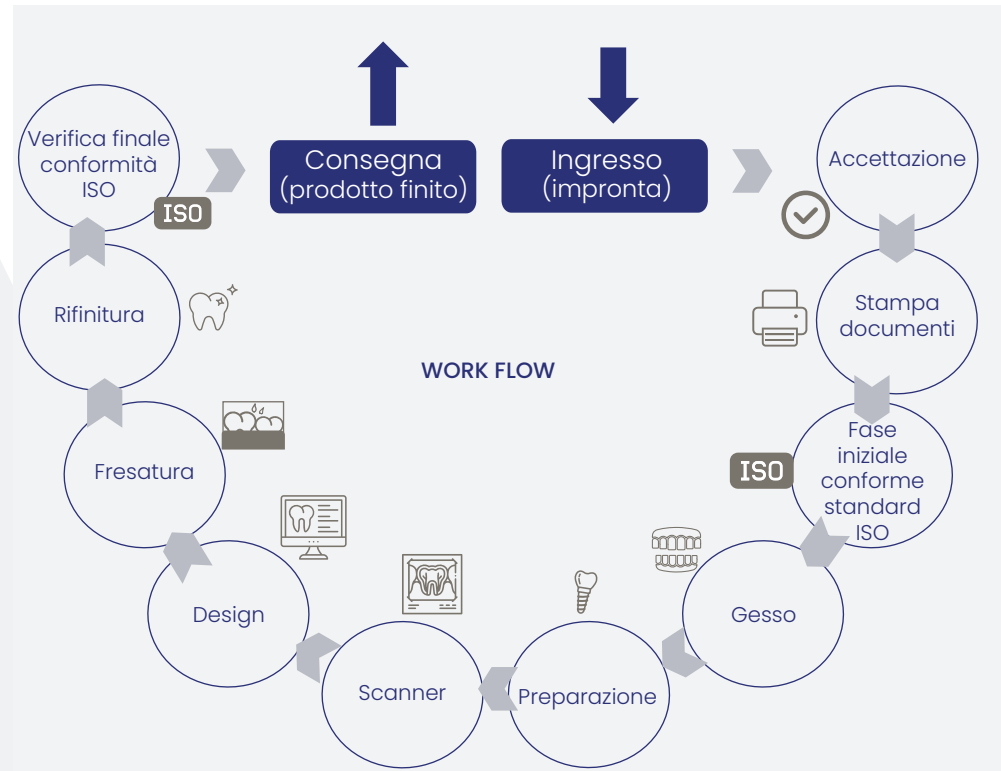 Consegna
(prodotto finito)
Ingresso
(impronta)
Accettazione
Stampa
documenti
Fase
iniziale
conforme
standard
ISO
ISO
Gesso
Preparazione
Scanner
Design
Fresatura
Rifinitura
Verifica finale
conformità
ISO
ISO
WORK FLOW